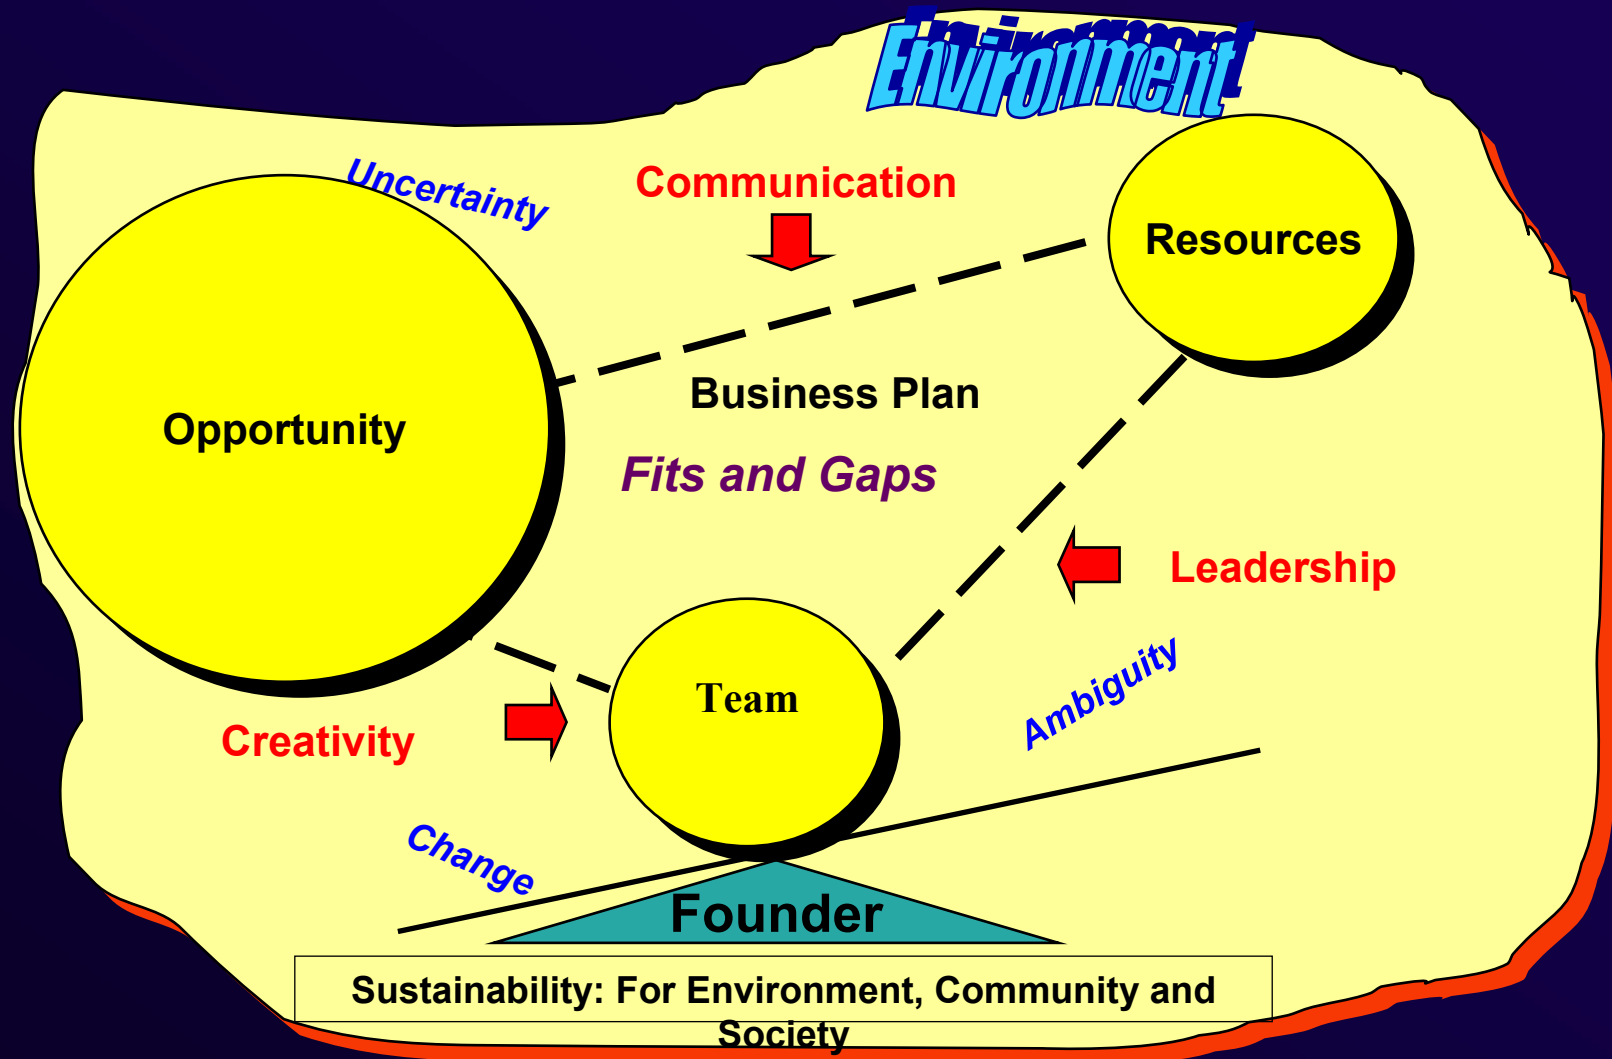 Environment
Uncertainty
Communication
Resources
Business Plan
Opportunity
Fits and Gaps
Leadership
Team
Ambiguity
Creativity
Change
Founder
Sustainability: For Environment, Community and
Society